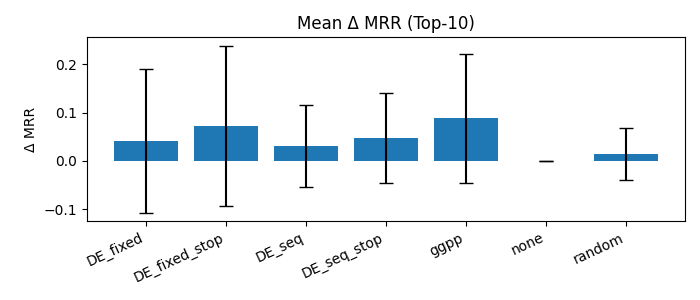 Mean Δ MRR (Top-10)
Δ MRR
0.2
0.1
0.0
−0.1
DE_fixed
DE_fixed_stop
DE_seq
DE_seq_stop
ggpp
none
random